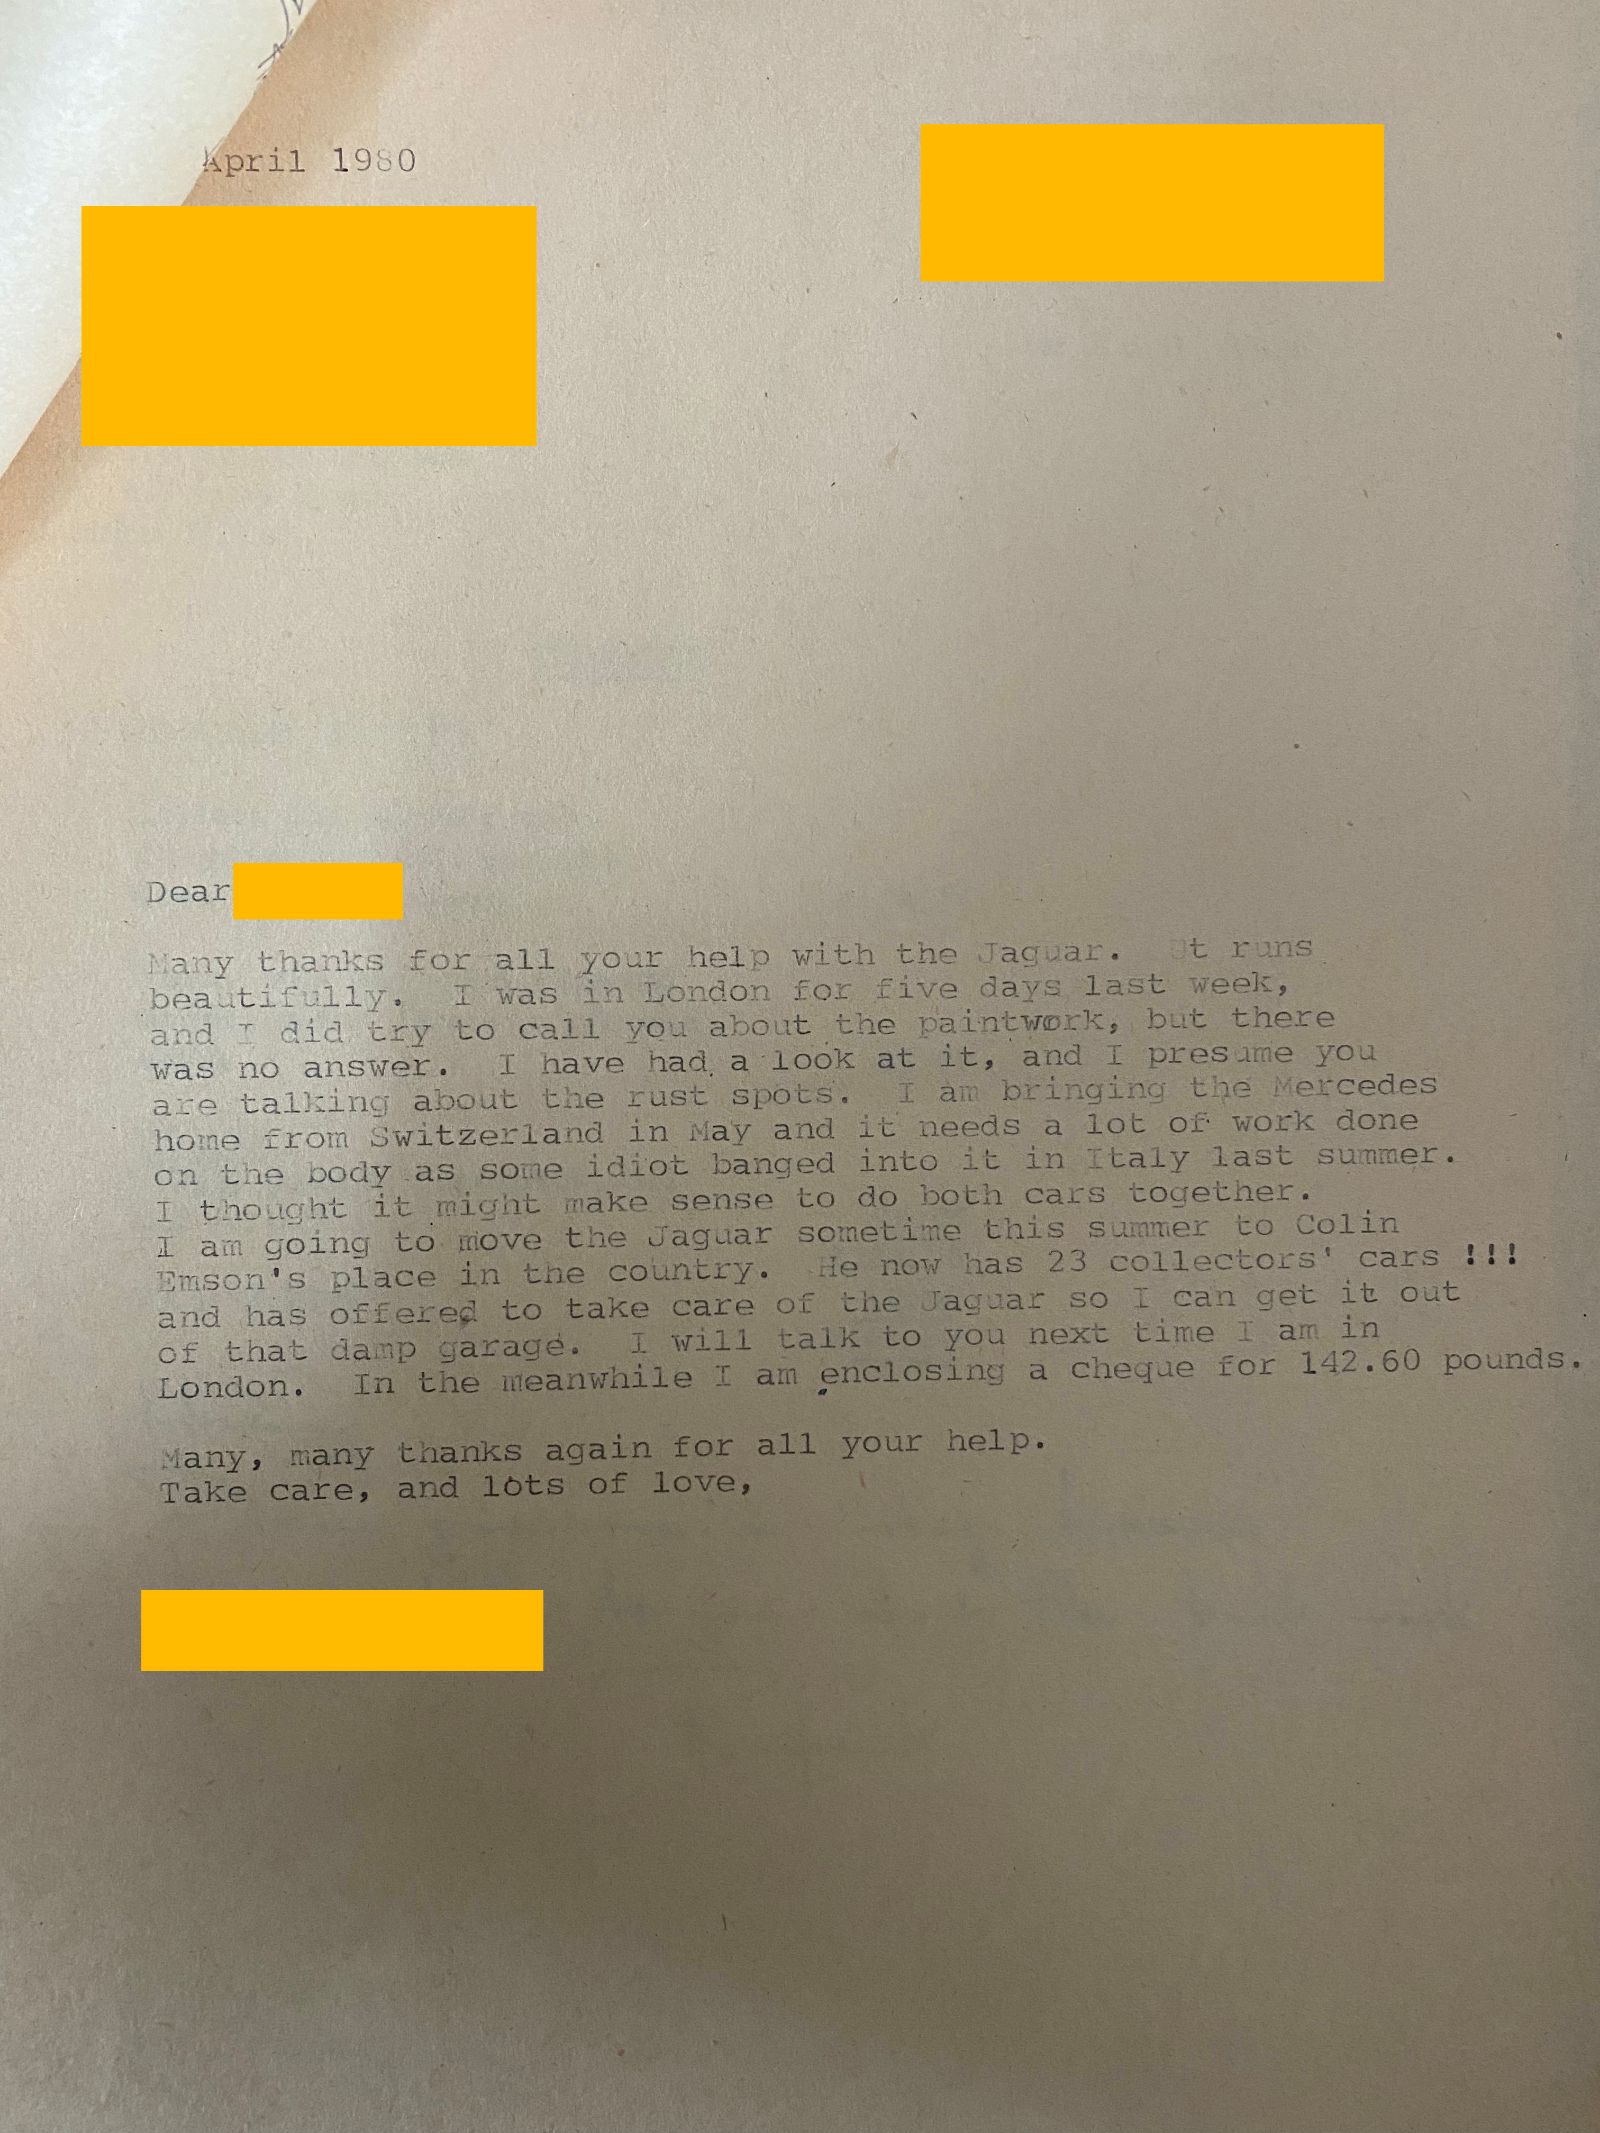 April 1980
Dear
Many thanks for all your help with the Jaguar. It runs
beautifully. I was in London for five days last week,
and I did try to call you about the paintwork, but there
was no answer. I have had a look at it, and I presume you
are talking about the rust spots. I am bringing the Mercedes
home from Switzerland in May and it needs a lot of work done
on the body as some idiot banged into it in Italy last summer.
I thought it might make sense to do both cars together.
I am going to move the Jaguar sometime this summer to Colin
Emson's place in the country. He now has 23 collectors' cars !!!
and has offered to take care of the Jaguar so I can get it out
of that damp garage. I will talk to you next time I am in
London. In the meanwhile I am enclosing a cheque for 142.60 pounds.
Many, many thanks again for all your help.
Take care, and lots of love,